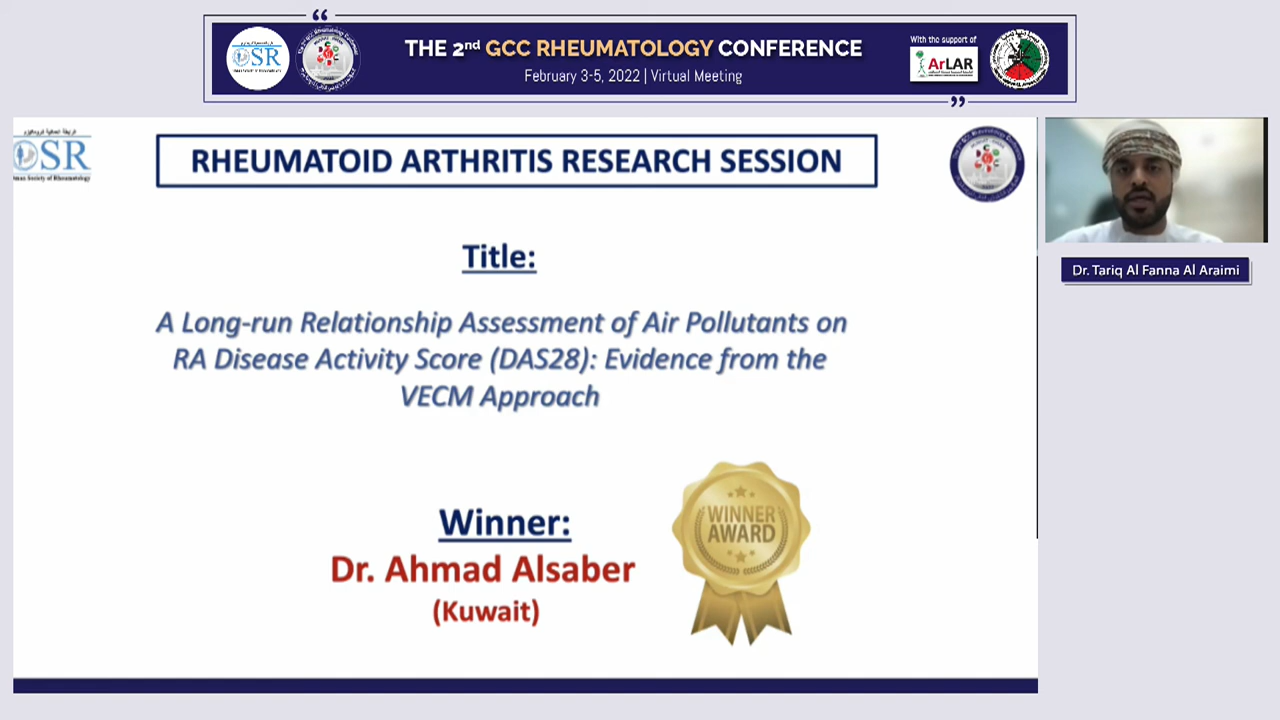 THE 2nd GCC RHEUMATOLOGY CONFERENCE
February 3-5, 2022 | Virtual Meeting
With the support of
ArLAR
OSR
OSR
RHEUMATOID ARTHRITIS RESEARCH SESSION
Title:
A Long-run Relationship Assessment of Air Pollutants on
RA Disease Activity Score (DAS28): Evidence from the
VECM Approach
Winner:
Dr. Ahmad Alsaber
(Kuwait)
WINNER
AWARD
Dr. Tariq Al Fanna Al Araimi